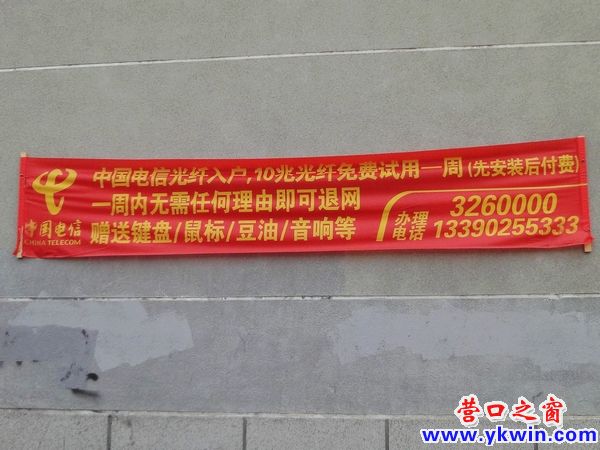 中国电信
CHINA TELECOM
中国电信光纤入户,10兆光纤免费试用一周(先安装后付费)
一周内无需任何理由即可退网
赠送键盘/鼠标/豆油/音响等
办理电话
3260000
13390255333
营口之窗
www.ykwin.com